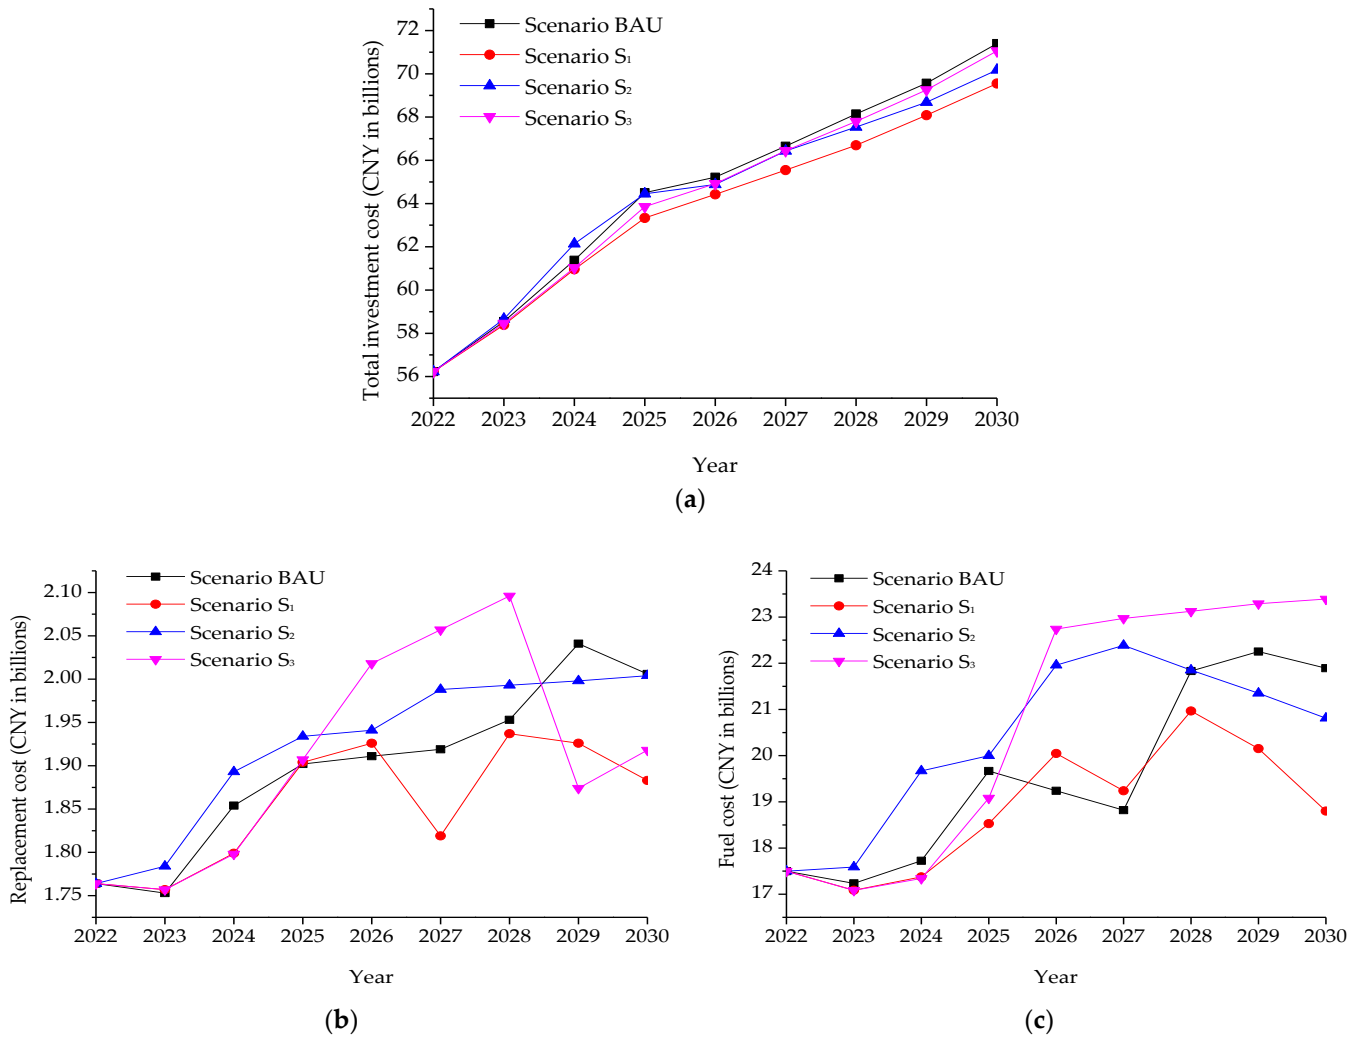 Scenario BAU
Scenario S1
Scenario S2
Scenario S3
Total investment cost (CNY in billions)
72
70
68
66
64
62
60
58
56
2022 2023 2024 2025 2026 2027 2028 2029 2030
Year
(a)
Scenario BAU
Scenario S1
Scenario S2
Scenario S3
Replacement cost (CNY in billions)
2.10
2.05
2.00
1.95
1.90
1.85
1.80
1.75
2022 2023 2024 2025 2026 2027 2028 2029 2030
Year
(b)
Scenario BAU
Scenario S1
Scenario S2
Scenario S3
Fuel cost (CNY in billions)
24
23
22
21
20
19
18
17
2022 2023 2024 2025 2026 2027 2028 2029 2030
Year
(c)